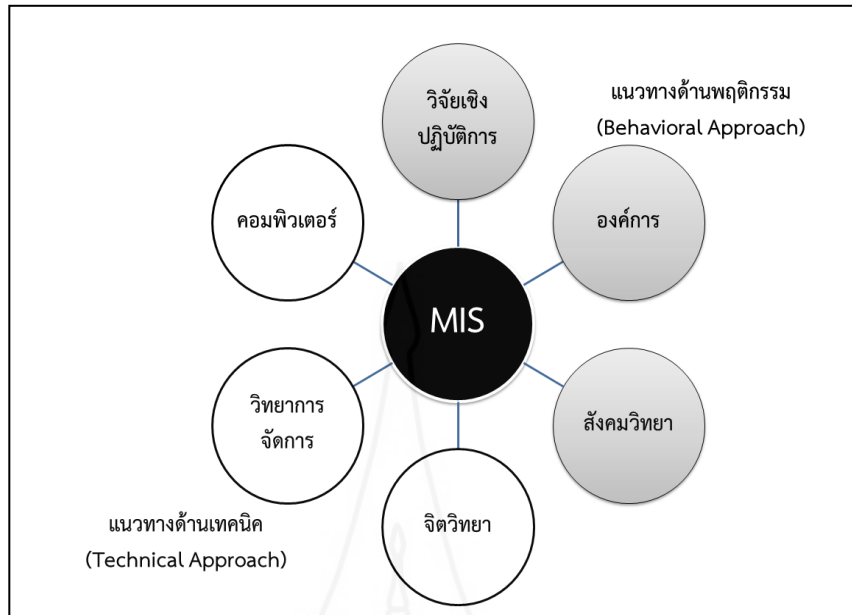 วิจัยเชิง
ปฏิบัติการ
แนวทางด้านพฤติกรรม
(Behavioral Approach)
คอมพิวเตอร์
องค์การ
MIS
วิทยาการ
จัดการ
สังคมวิทยา
จิตวิทยา
แนวทางด้านเทคนิค
(Technical Approach)